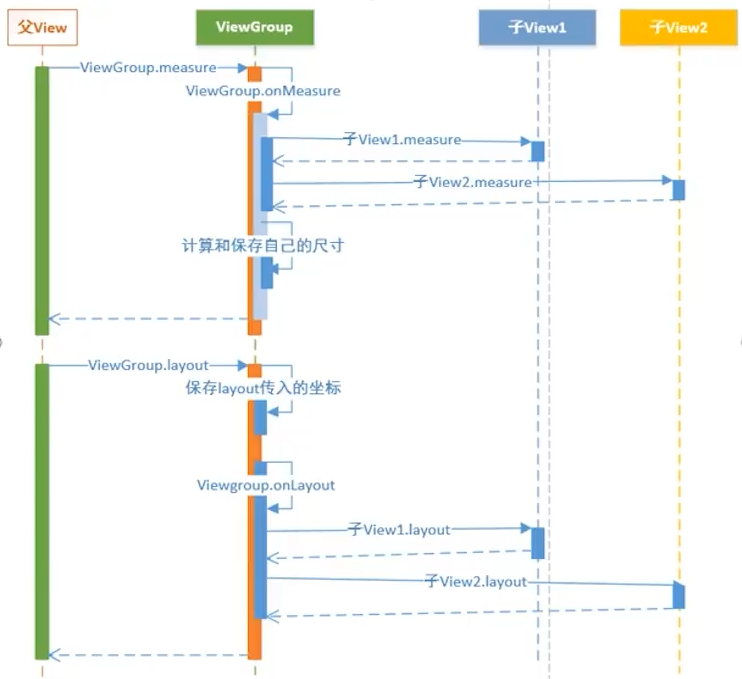 父View
ViewGroup
子View1
子View2
ViewGroup.measure
ViewGroup.onMeasure
子View1.measure
子View2.measure
计算和保存自己的尺寸
ViewGroup.layout
保存layout传入的坐标
Viewgroup.onLayout
子View1.layout
子View2.layout